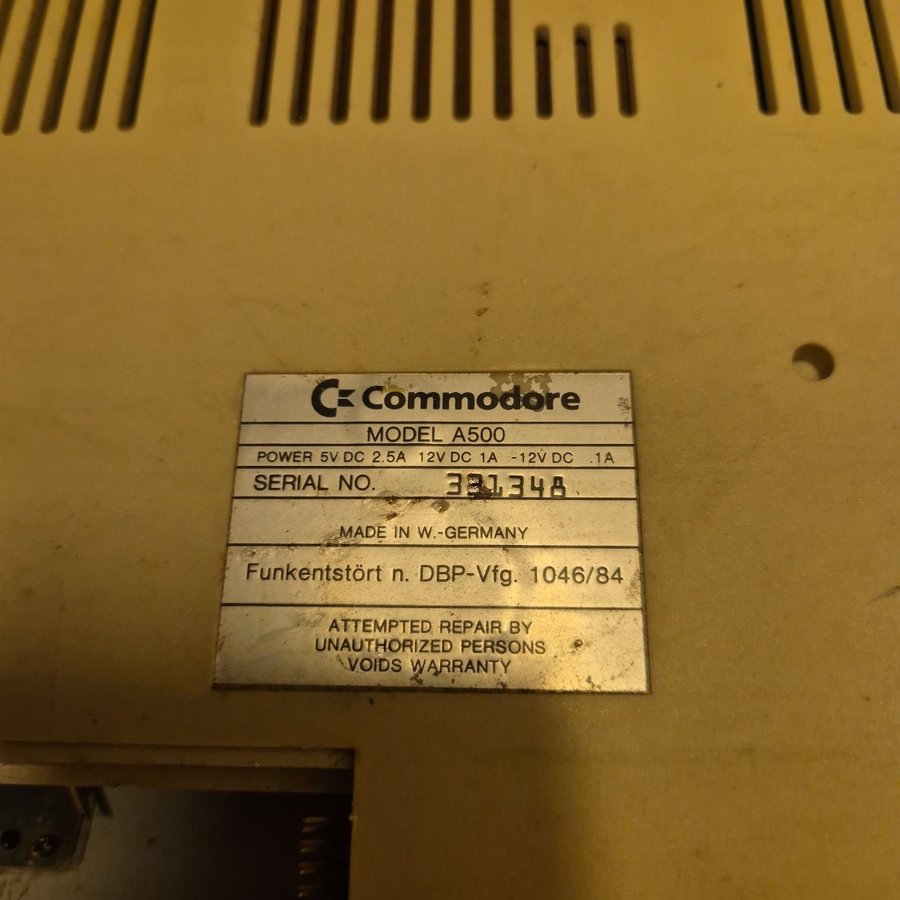 Commodore
MODEL A500
POWER 5V DC 2.5A 12V DC 1A -12V DC .1A
SERIAL NO. 331348
MADE IN W.-GERMANY
Funkentstört n. DBP-Vfg. 1046/84
ATTEMPTED REPAIR BY
UNAUTHORIZED PERSONS
VOIDS WARRANTY